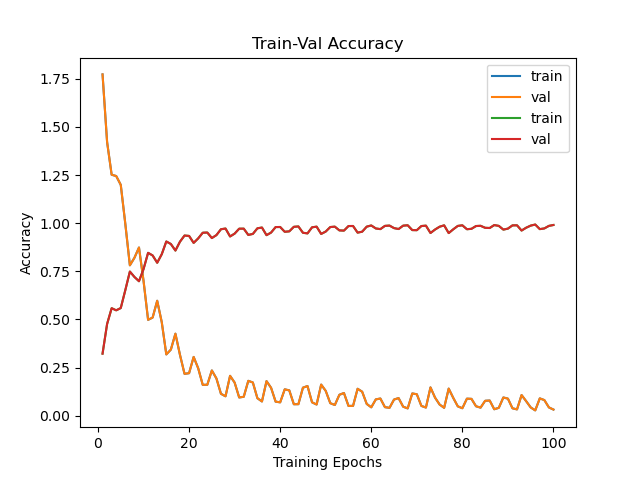 Train-Val Accuracy
Accuracy
1.75
1.50
1.25
1.00
0.75
0.50
0.25
0.00
train
val
train
val
0
20
40
60
80
100
Training Epochs